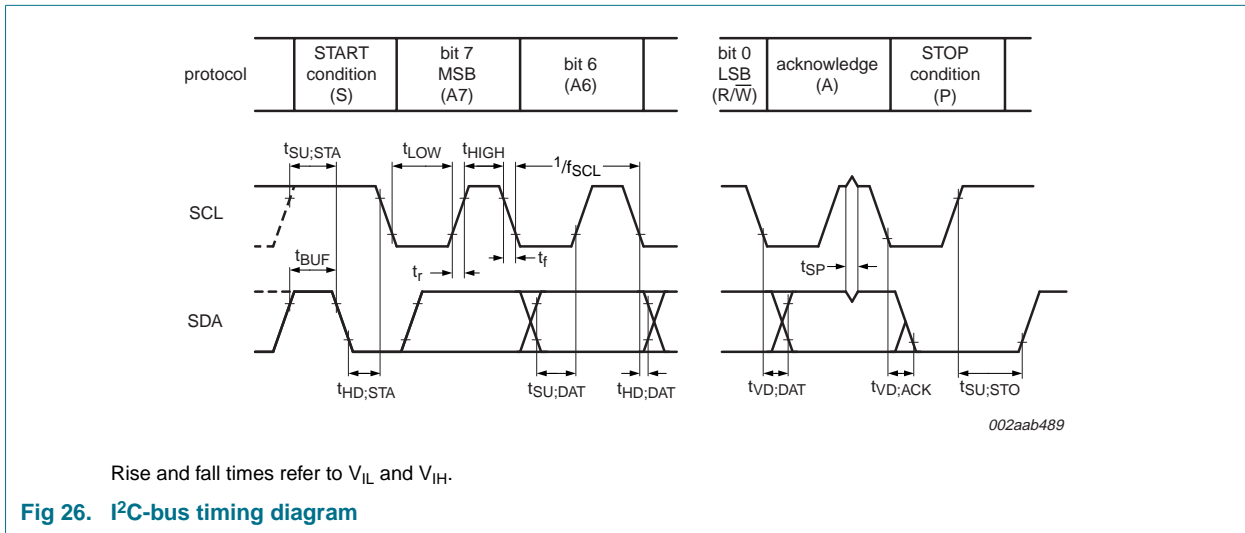 protocol
START
condition
(S)
bit 7
MSB
(A7)
bit 6
(A6)
bit 0
LSB
(R/W̅)
acknowledge
(A)
STOP
condition
(P)
tSU;STA
tLOW
tHIGH
1/fSCL
SCL
tBUF
tr
tf
tSP
SDA
tHD;STA
tSU;DAT
tHD;DAT
tVD;DAT
tVD;ACK
tSU;STO
002aab489
Rise and fall times refer to VIL and VIH.
Fig 26. I²C-bus timing diagram